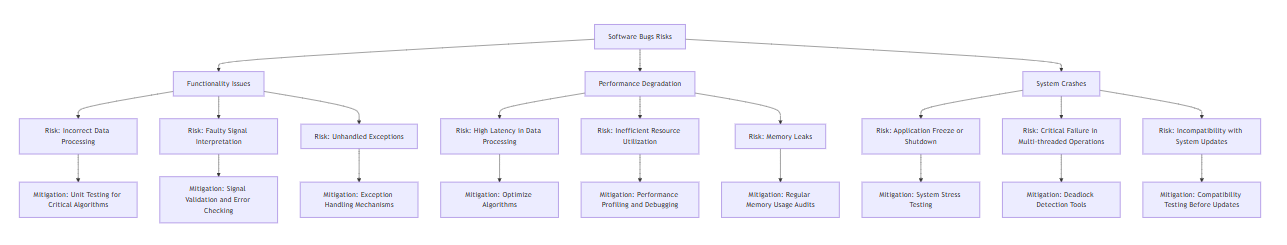 Software Bugs Risks
Functionality Issues
Performance Degradation
System Crashes
Risk: Incorrect Data
Processing
Risk: Faulty Signal
Interpretation
Risk: Unhandled Exceptions
Risk: High Latency in Data
Processing
Risk: Inefficient Resource
Utilization
Risk: Memory Leaks
Risk: Application Freeze or
Shutdown
Risk: Critical Failure in
Multi-threaded Operations
Risk: Incompatibility with
System Updates
Mitigation: Unit Testing for
Critical Algorithms
Mitigation: Signal
Validation and Error
Checking
Mitigation: Exception
Handling Mechanisms
Mitigation: Optimize
Algorithms
Mitigation: Performance
Profiling and Debugging
Mitigation: Regular
Memory Usage Audits
Mitigation: System Stress
Testing
Mitigation: Deadlock
Detection Tools
Mitigation: Compatibility
Testing Before Updates